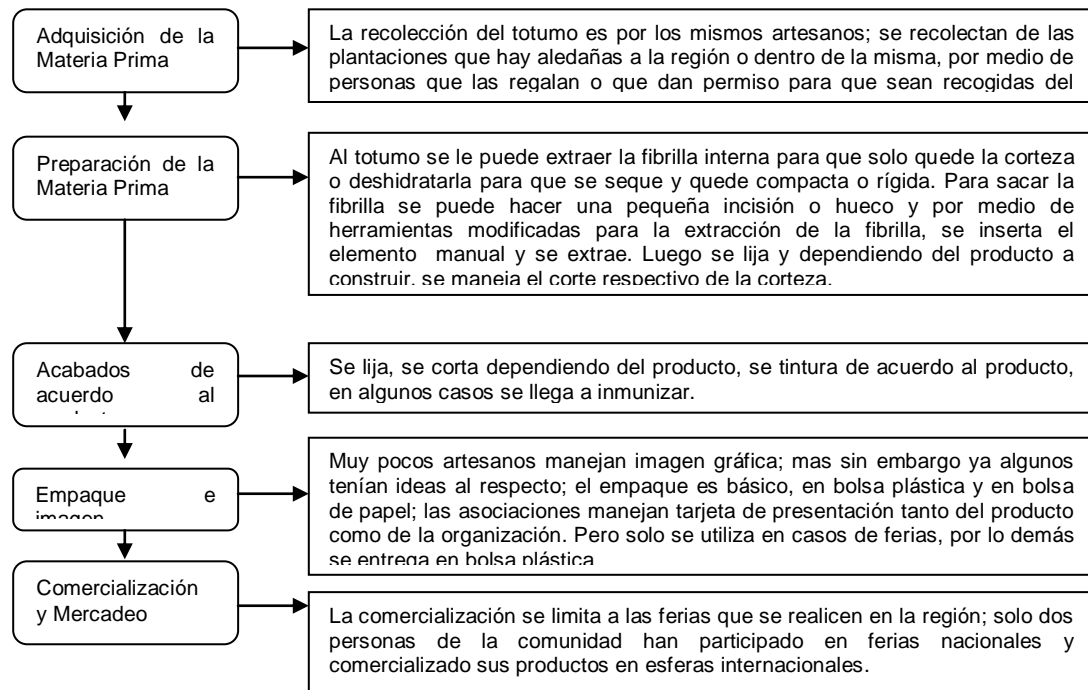 Adquisición de la
Materia Prima
La recolección del totumo es por los mismos artesanos; se recolectan de las
plantaciones que hay aledañas a la región o dentro de la misma, por medio de
personas que las regalan o que dan permiso para que sean recogidas del
Preparación de la
Materia Prima
Al totumo se le puede extraer la fibrilla interna para que solo quede la corteza
o deshidratarla para que se seque y quede compacta o rígida. Para sacar la
fibrilla se puede hacer una pequeña incisión o hueco y por medio de
herramientas modificadas para la extracción de la fibrilla, se inserta el
elemento manual y se extrae. Luego se lija y dependiendo del producto a
construir, se maneja el corte respectivo de la corteza.
Acabados de
acuerdo al
Se lija, se corta dependiendo del producto, se tintura de acuerdo al producto,
en algunos casos se llega a inmunizar.
Empaque e
imagen
Muy pocos artesanos manejan imagen gráfica; mas sin embargo ya algunos
tenían ideas al respecto; el empaque es básico, en bolsa plástica y en bolsa
de papel; las asociaciones manejan tarjeta de presentación tanto del producto
como de la organización. Pero solo se utiliza en casos de ferias, por lo demás
se entrega en bolsa plástica
Comercialización
y Mercadeo
La comercialización se limita a las ferias que se realicen en la región; solo dos
personas de la comunidad han participado en ferias nacionales y
comercializado sus productos en esferas internacionales.